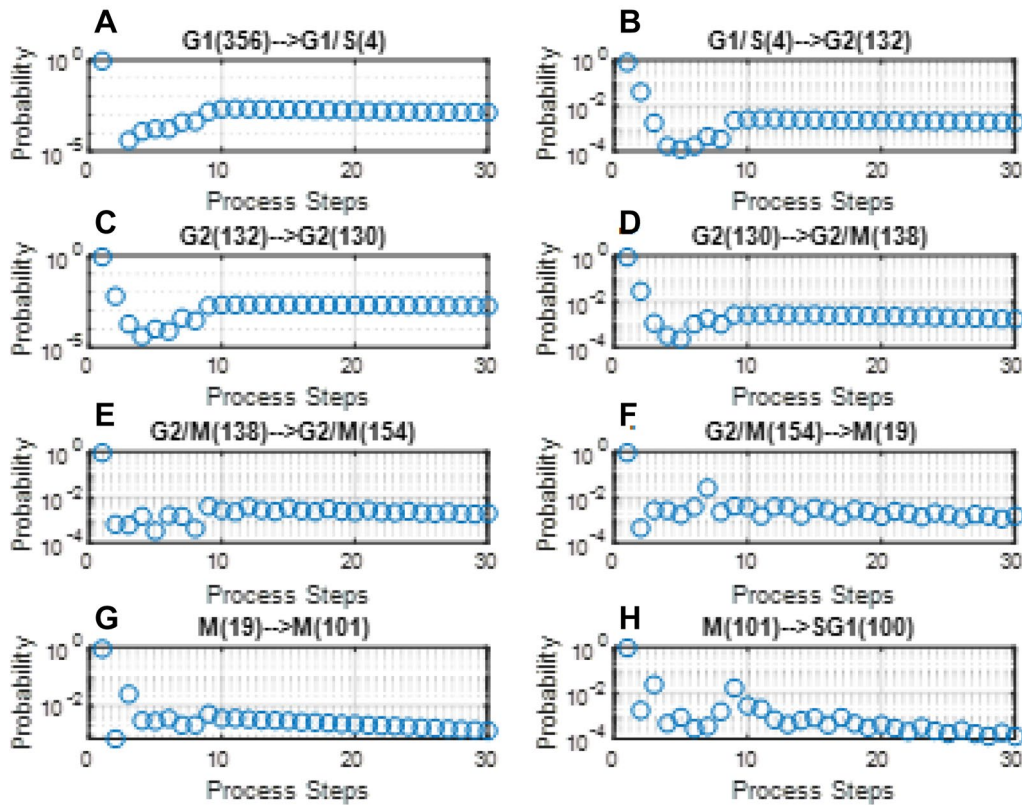 A
G1(356)-->G1/S(4)
Probability
10^0
10^-5
0 10 20 30
Process Steps
B
G1/S(4)-->G2(132)
Probability
10^0
10^-2
10^-4
0 10 20 30
Process Steps
C
G2(132)-->G2(130)
Probability
10^0
10^-5
0 10 20 30
Process Steps
D
G2(130)-->G2/M(138)
Probability
10^0
10^-2
10^-4
0 10 20 30
Process Steps
E
G2/M(138)-->G2/M(154)
Probability
10^0
10^-2
10^-4
0 10 20 30
Process Steps
F
G2/M(154)-->M(19)
Probability
10^0
10^-2
10^-4
0 10 20 30
Process Steps
G
M(19)-->M(101)
Probability
10^0
10^-2
0 10 20 30
Process Steps
H
M(101)-->SG1(100)
Probability
10^0
10^-2
10^-4
0 10 20 30
Process Steps